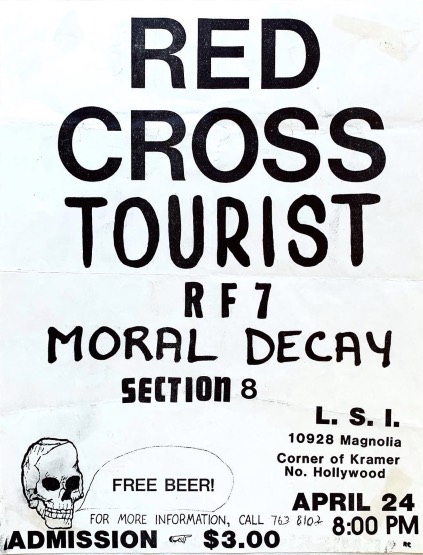 RED
CROSS
TOURIST
RF7
MORAL DECAY
SECTION 8
L. S. I.
10928 Magnolia
Corner of Kramer
No. Hollywood
FREE BEER!
APRIL 24
FOR MORE INFORMATION, CALL 763 8102
8:00 PM
ADMISSION ☞ $3.00